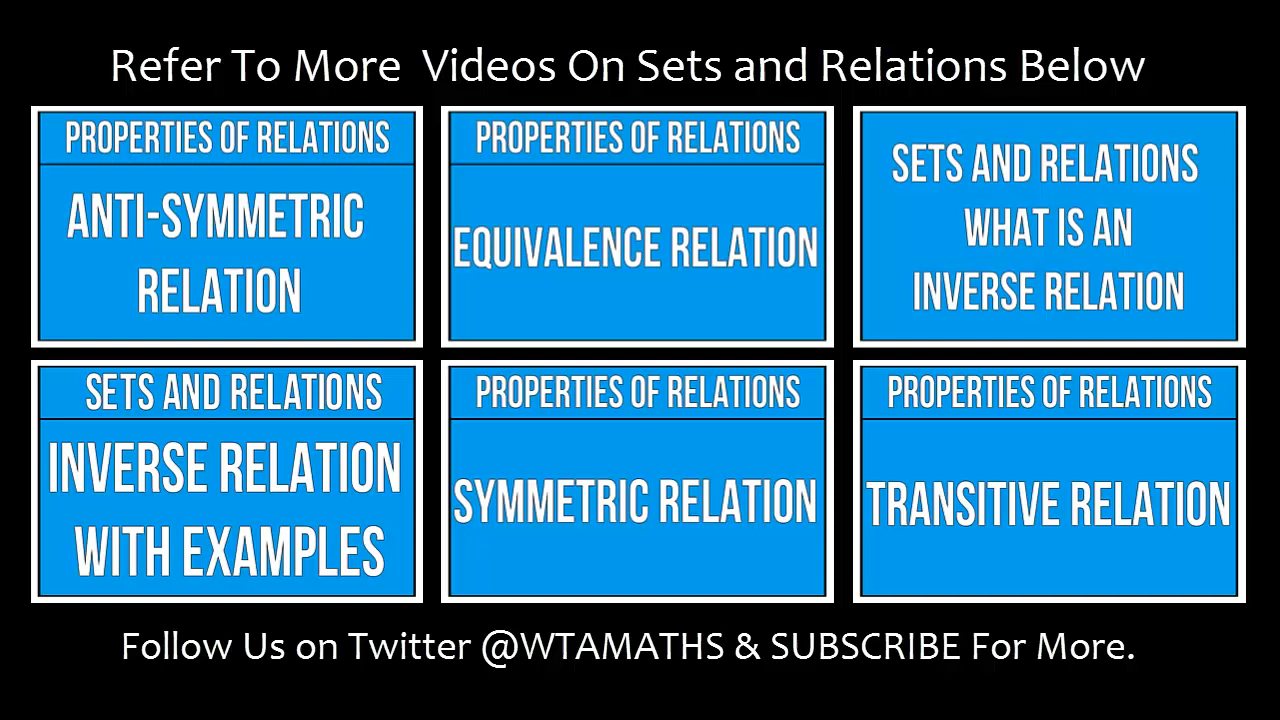 Refer To More Videos On Sets and Relations Below
PROPERTIES OF RELATIONS
ANTI-SYMMETRIC
RELATION
PROPERTIES OF RELATIONS
EQUIVALENCE RELATION
SETS AND RELATIONS
WHAT IS AN
INVERSE RELATION
SETS AND RELATIONS
INVERSE RELATION
WITH EXAMPLES
PROPERTIES OF RELATIONS
SYMMETRIC RELATION
PROPERTIES OF RELATIONS
TRANSITIVE RELATION
Follow Us on Twitter @WTAMATHS & SUBSCRIBE For More.